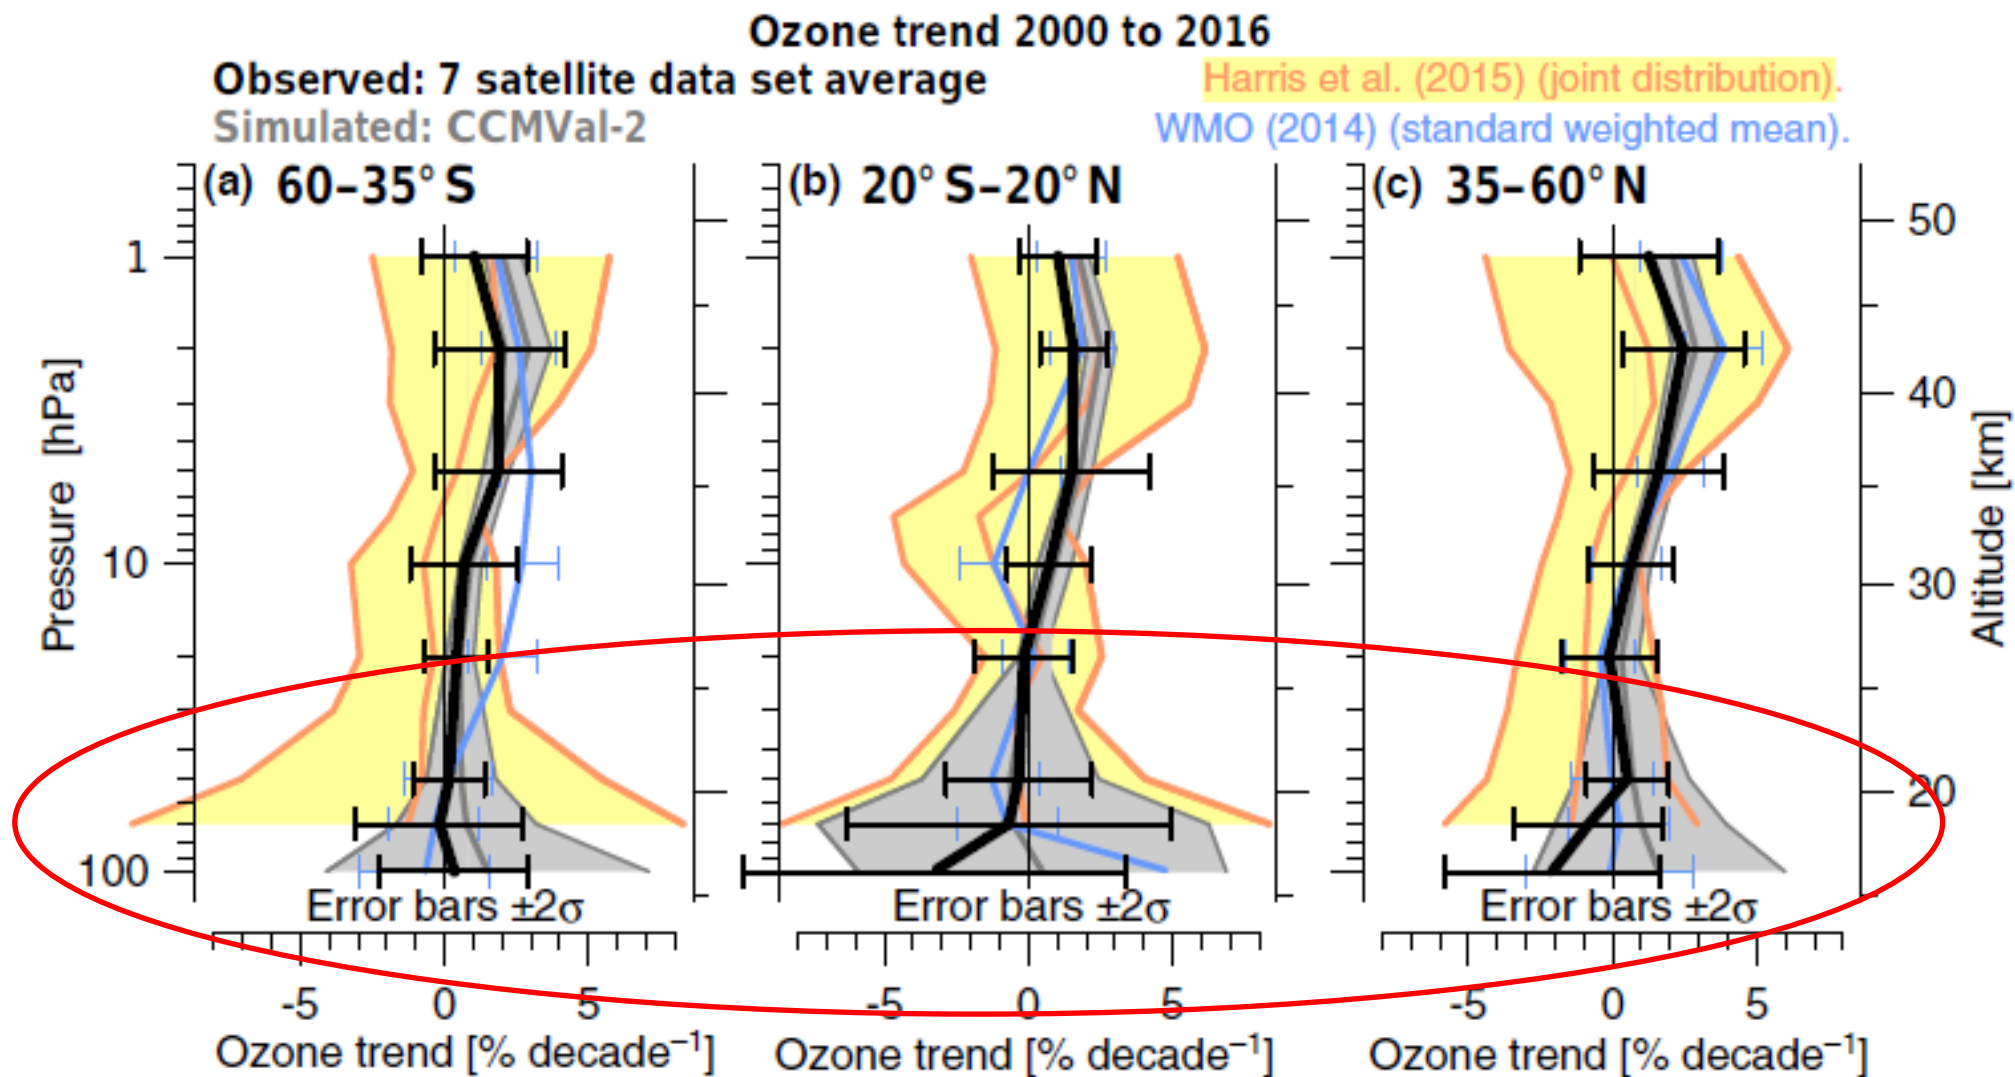 Ozone trend 2000 to 2016
Observed: 7 satellite data set average
Harris et al. (2015) (joint distribution).
Simulated: CCMVal-2
WMO (2014) (standard weighted mean).
(a) 60–35° S
(b) 20° S–20° N
(c) 35–60° N
Pressure [hPa]
1
10
100
50
40
30
20
Altitude [km]
Error bars ±2σ
Error bars ±2σ
Error bars ±2σ
-5 0 5
-5 0 5
-5 0 5
Ozone trend [% decade⁻¹]
Ozone trend [% decade⁻¹]
Ozone trend [% decade⁻¹]